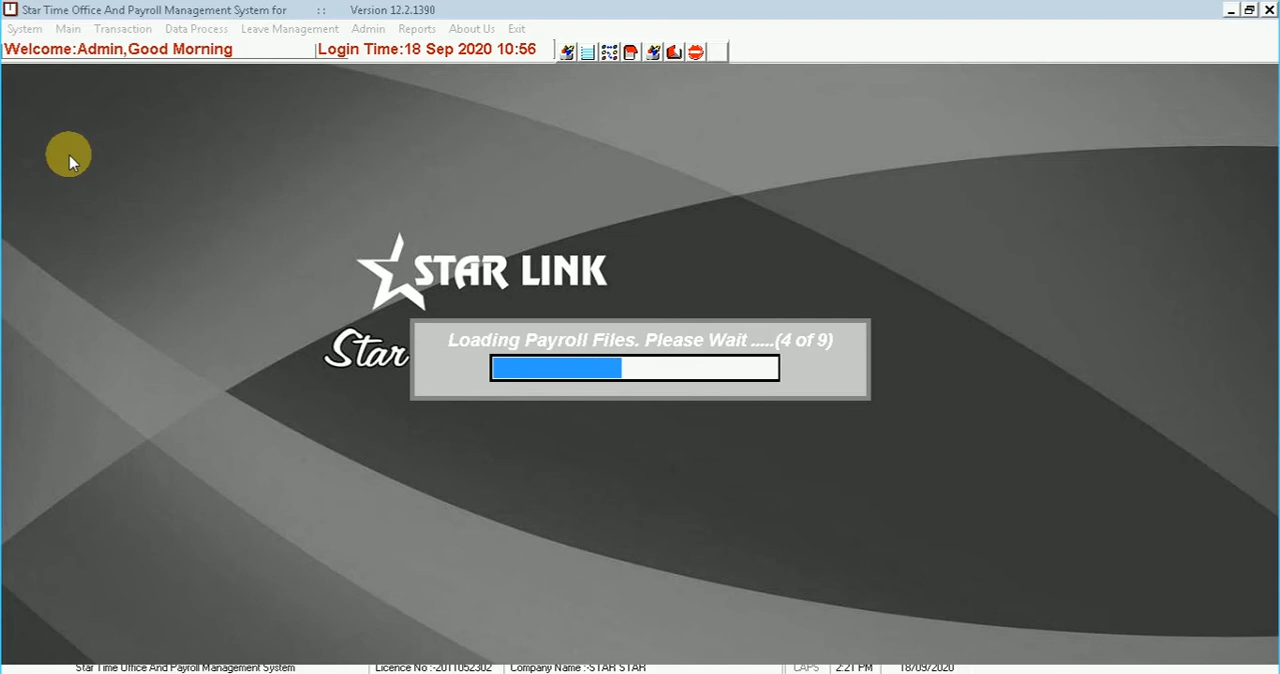 Star Time Office And Payroll Management System for : : Version 12.2.1390
System Main Transaction Data Process Leave Management Admin Reports About Us Exit
Welcome:Admin,Good Morning Login Time:18 Sep 2020 10:56
STAR LINK
Star
Loading Payroll Files. Please Wait .....(4 of 9)
Star Time Office And Payroll Management System Licence No :-2011052302 Company Name :-STAR STAR CAPS 2:21 PM 18/09/2020